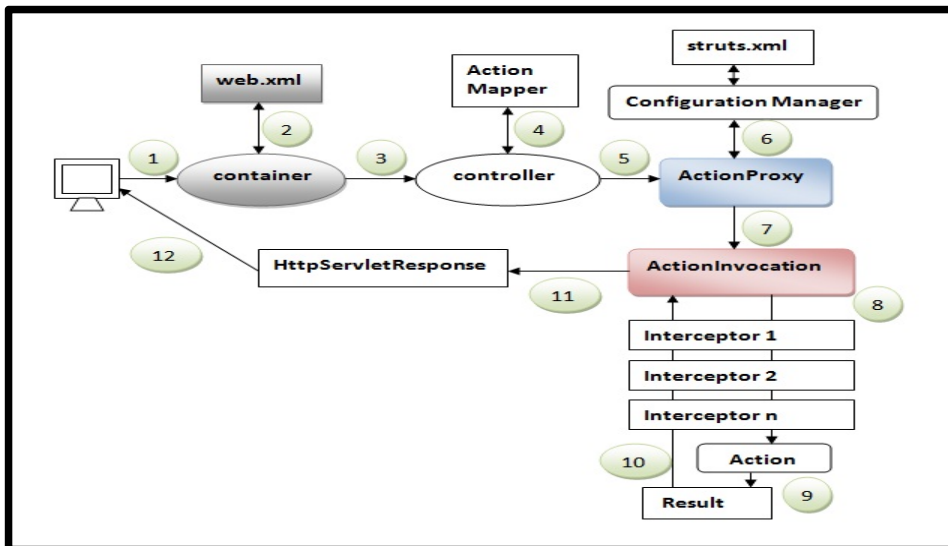 struts.xml
web.xml
Action
Mapper
Configuration Manager
1
2
3
4
5
6
container
controller
ActionProxy
7
12
HttpServletResponse
11
ActionInvocation
8
Interceptor 1
Interceptor 2
Interceptor n
10
Action
9
Result